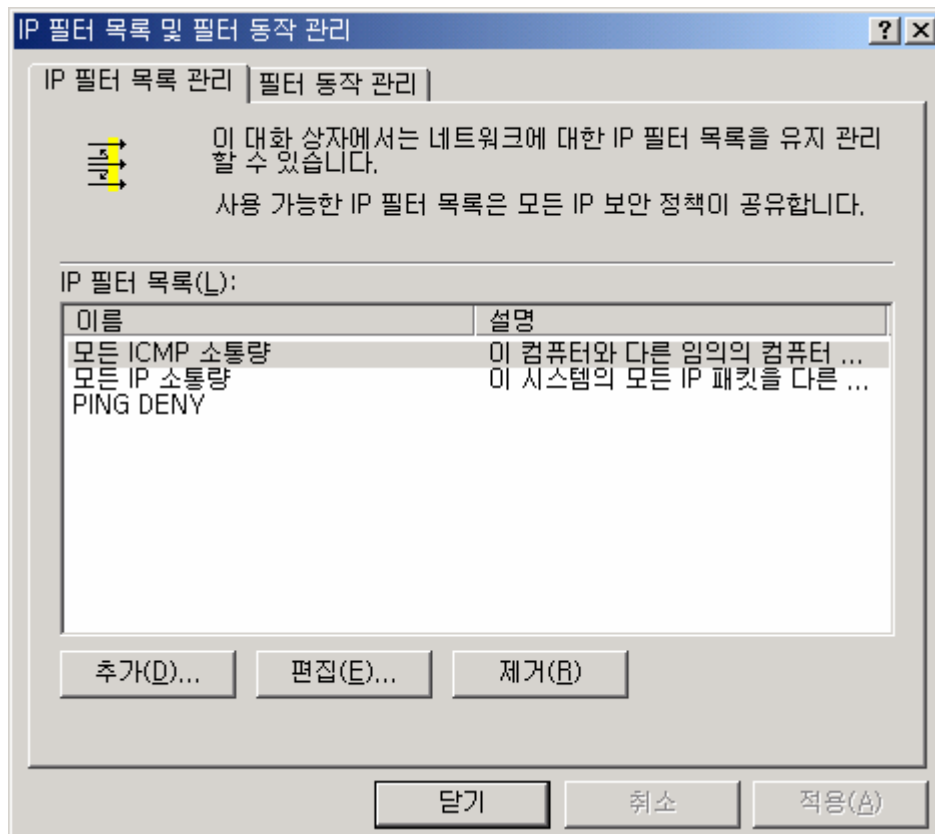 IP 필터 목록 및 필터 동작 관리
IP 필터 목록 관리 필터 동작 관리
이 대화 상자에서는 네트워크에 대한 IP 필터 목록을 유지 관리
할 수 있습니다.
사용 가능한 IP 필터 목록은 모든 IP 보안 정책이 공유합니다.
IP 필터 목록(L):
이름 설명
모든 ICMP 소통량 이 컴퓨터와 다른 임의의 컴퓨터 ...
모든 IP 소통량 이 시스템의 모든 IP 패킷을 다른 ...
PING DENY
추가(D)... 편집(E)... 제거(R)
닫기 취소 적용(A)